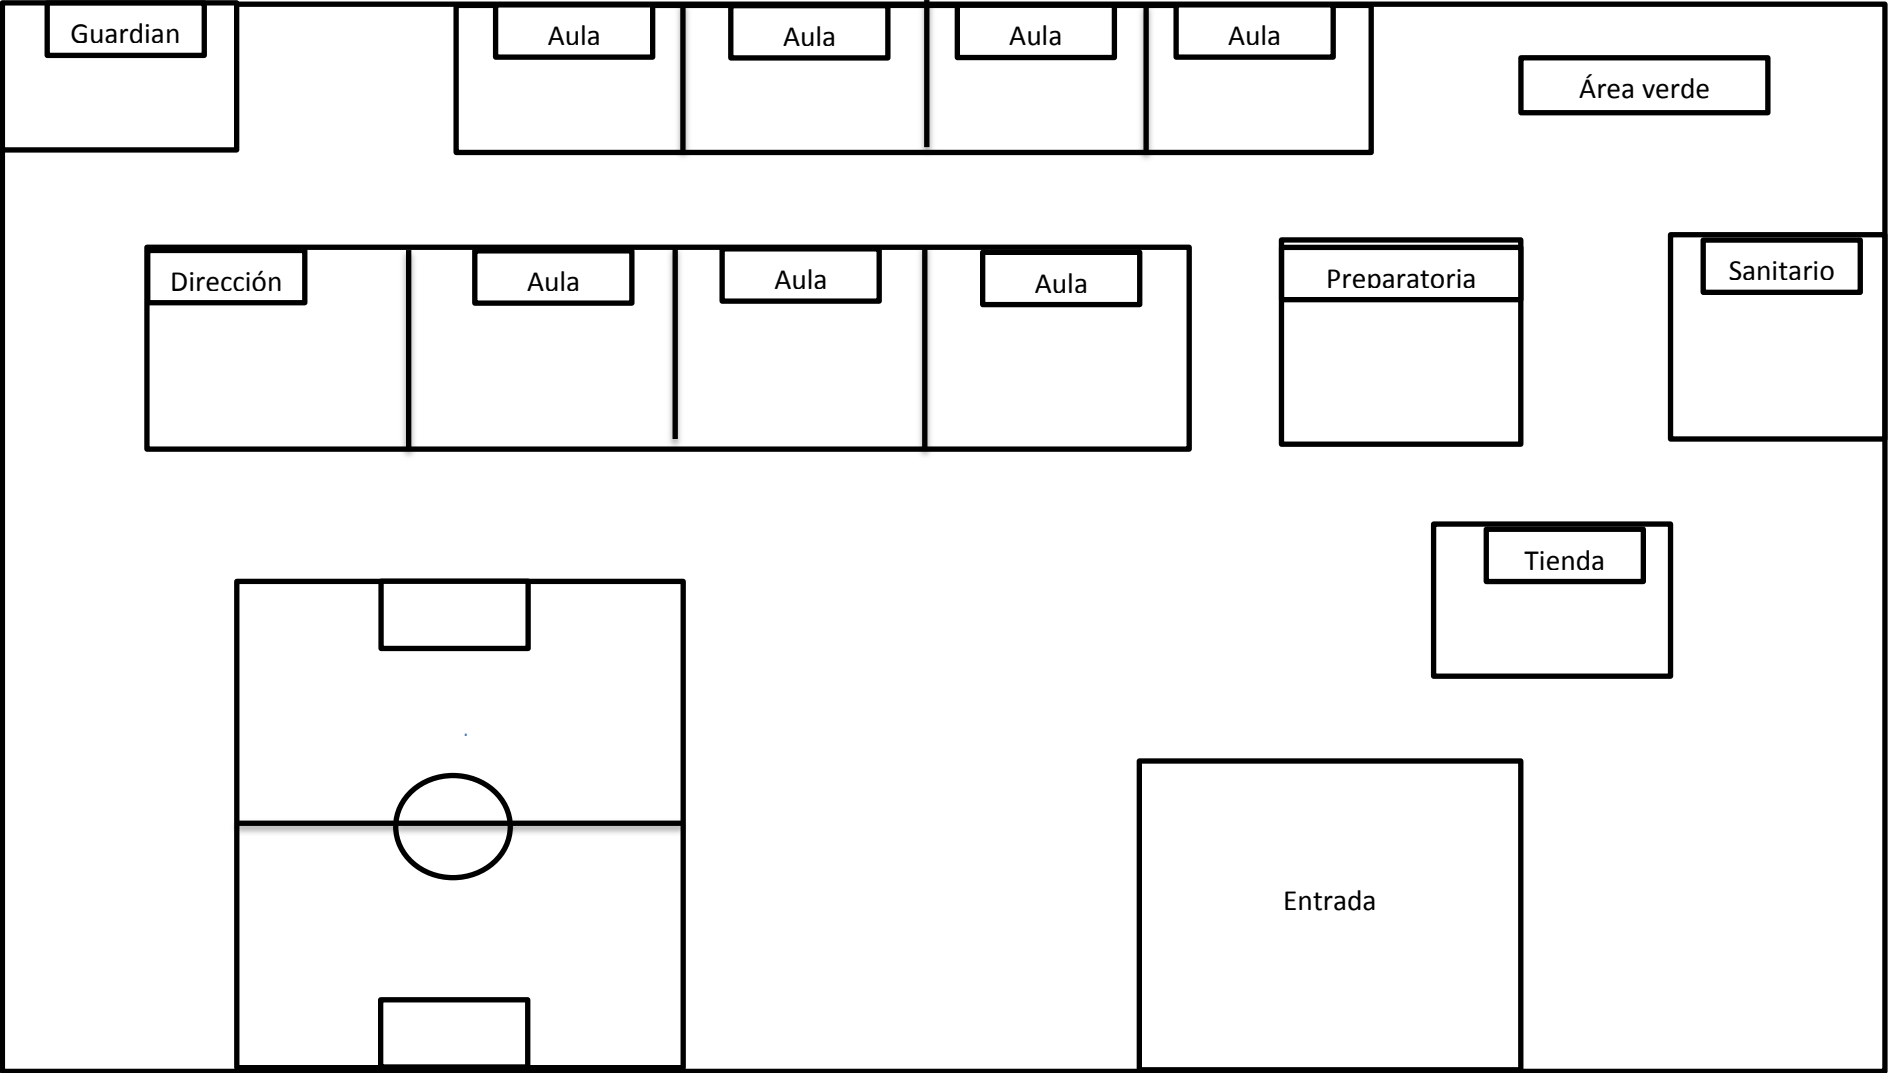 Guardian
Aula
Aula
Aula
Aula
Área verde
Dirección
Aula
Aula
Aula
Preparatoria
Sanitario
Tienda
Entrada